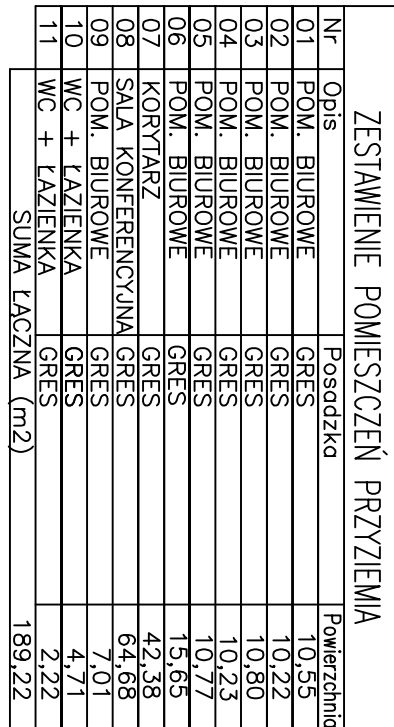 ZESTAWIENIE POMIESZCZEŃ PRZYZIEMIA
Nr Opis Posadzka Powierzchnia
01 POM. BIUROWE GRES 10,55
02 POM. BIUROWE GRES 10,22
03 POM. BIUROWE GRES 10,80
04 POM. BIUROWE GRES 10,23
05 POM. BIUROWE GRES 10,77
06 POM. BIUROWE GRES 15,65
07 KORYTARZ GRES 42,38
08 SALA KONFERENCYJNA GRES 64,68
09 POM. BIUROWE GRES 7,01
10 WC + ŁAZIENKA GRES 4,71
11 WC + ŁAZIENKA GRES 2,22
SUMA ŁĄCZNA (m2) 189,22